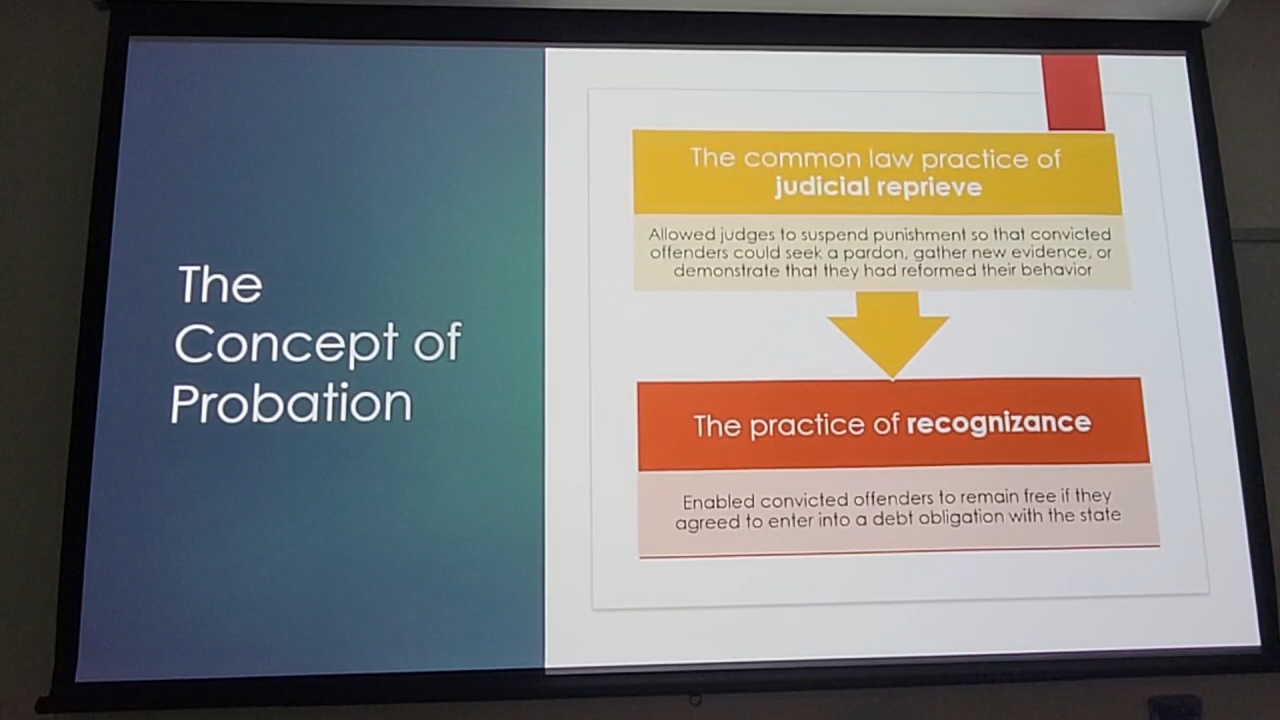 The
Concept of
Probation
The common law practice of
judicial reprieve
Allowed judges to suspend punishment so that convicted
offenders could seek a pardon, gather new evidence, or
demonstrate that they had reformed their behavior
The practice of recognizance
Enabled convicted offenders to remain free if they
agreed to enter into a debt obligation with the state